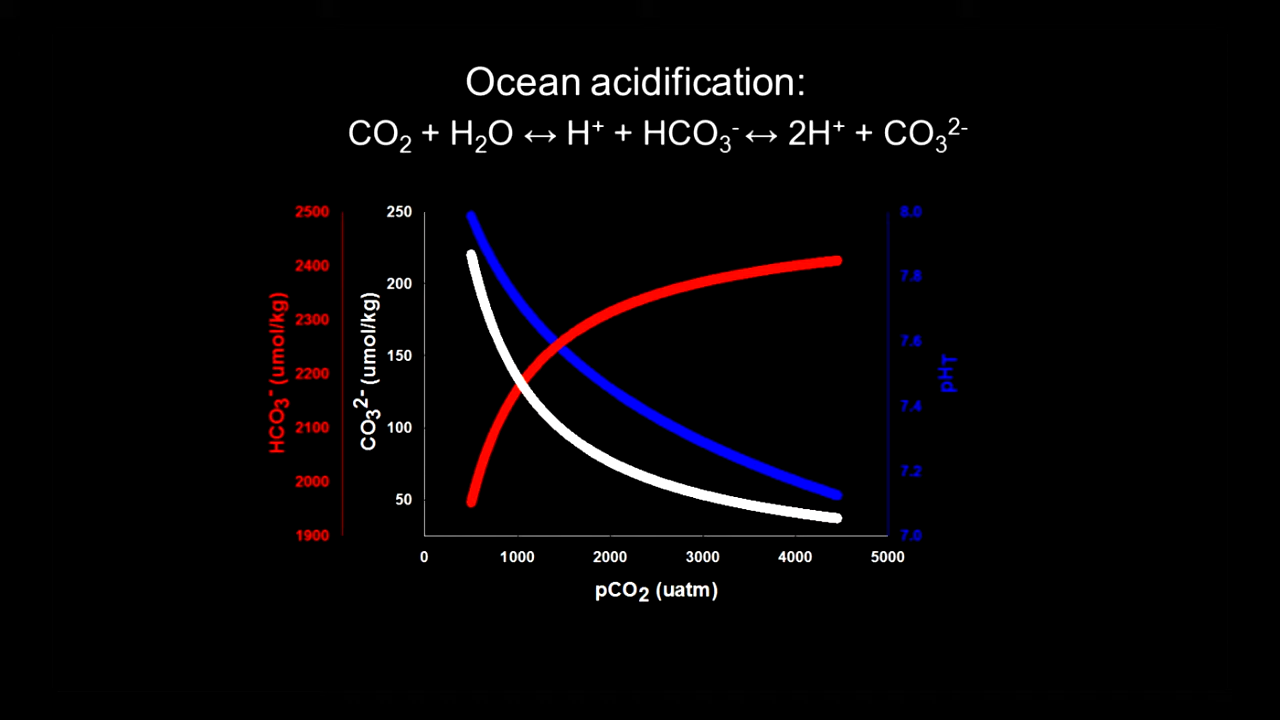 Ocean acidification:
CO₂ + H₂O ↔ H⁺ + HCO₃⁻ ↔ 2H⁺ + CO₃²⁻
HCO₃⁻ (umol/kg)
2500
2400
2300
2200
2100
2000
1900
CO₃²⁻ (umol/kg)
250
200
150
100
50
8.0
7.8
7.6
7.4
7.2
7.0
pHT
0 1000 2000 3000 4000 5000
pCO₂ (uatm)